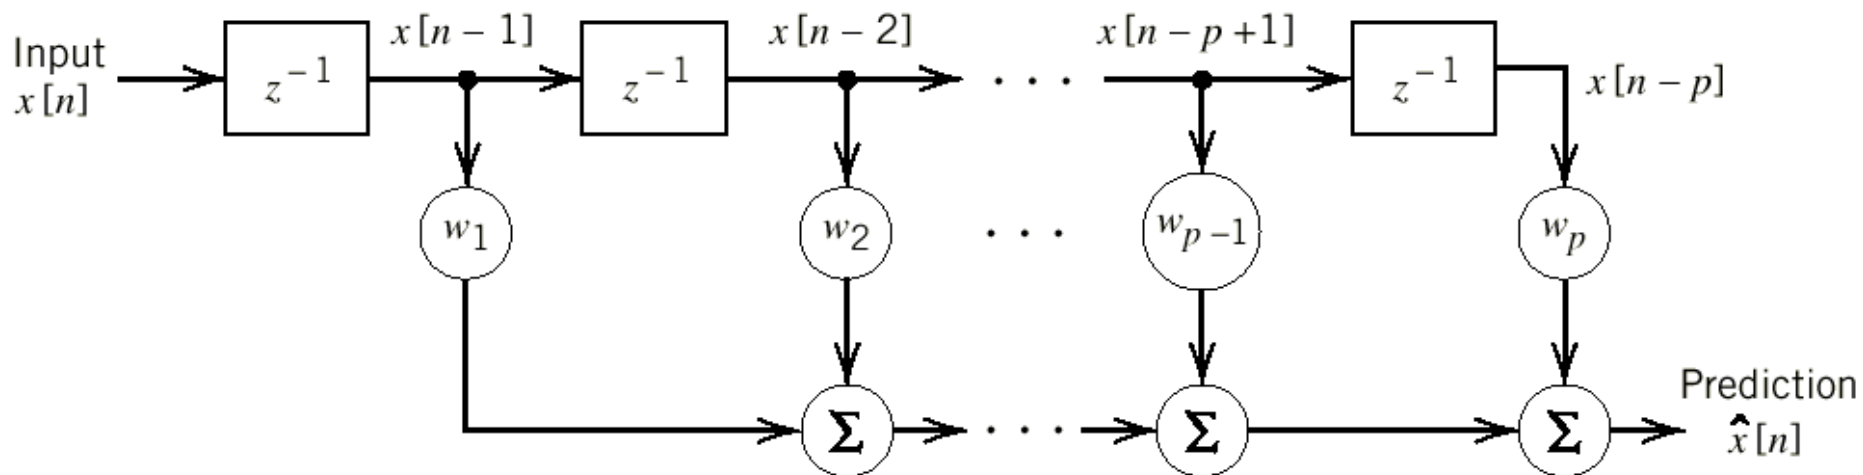 Input
x[n]
z⁻¹
x[n – 1]
z⁻¹
x[n – 2]
· · ·
x[n – p +1]
z⁻¹
x[n – p]
w₁
w₂
· · ·
wₚ₋₁
wₚ
Σ
· · ·
Σ
Σ
Prediction
x̂[n]